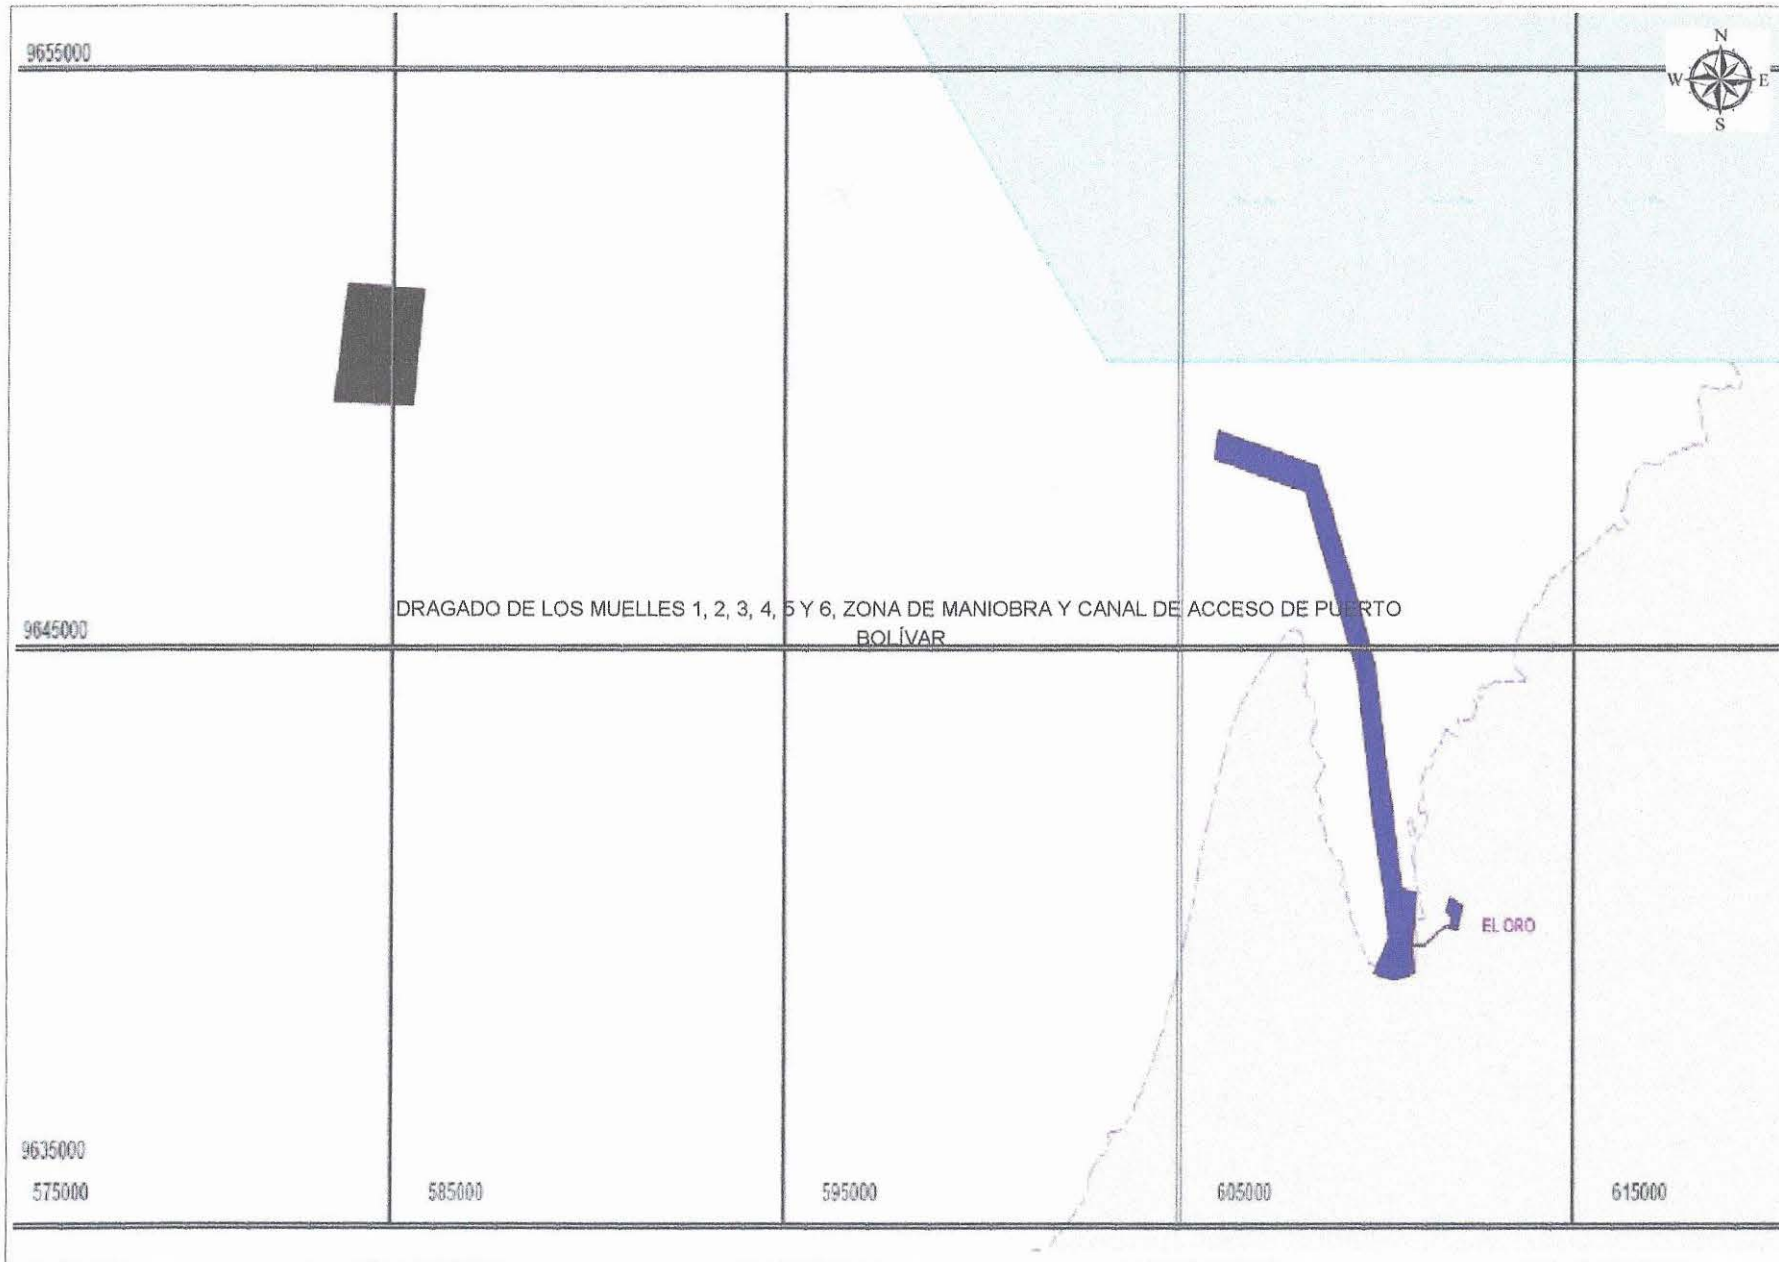 9655000
N
W E
S
DRAGADO DE LOS MUELLES 1, 2, 3, 4, 5 Y 6, ZONA DE MANIOBRA Y CANAL DE ACCESO DE PUERTO
BOLÍVAR
9645000
EL ORO
9635000
575000 585000 595000 605000 615000